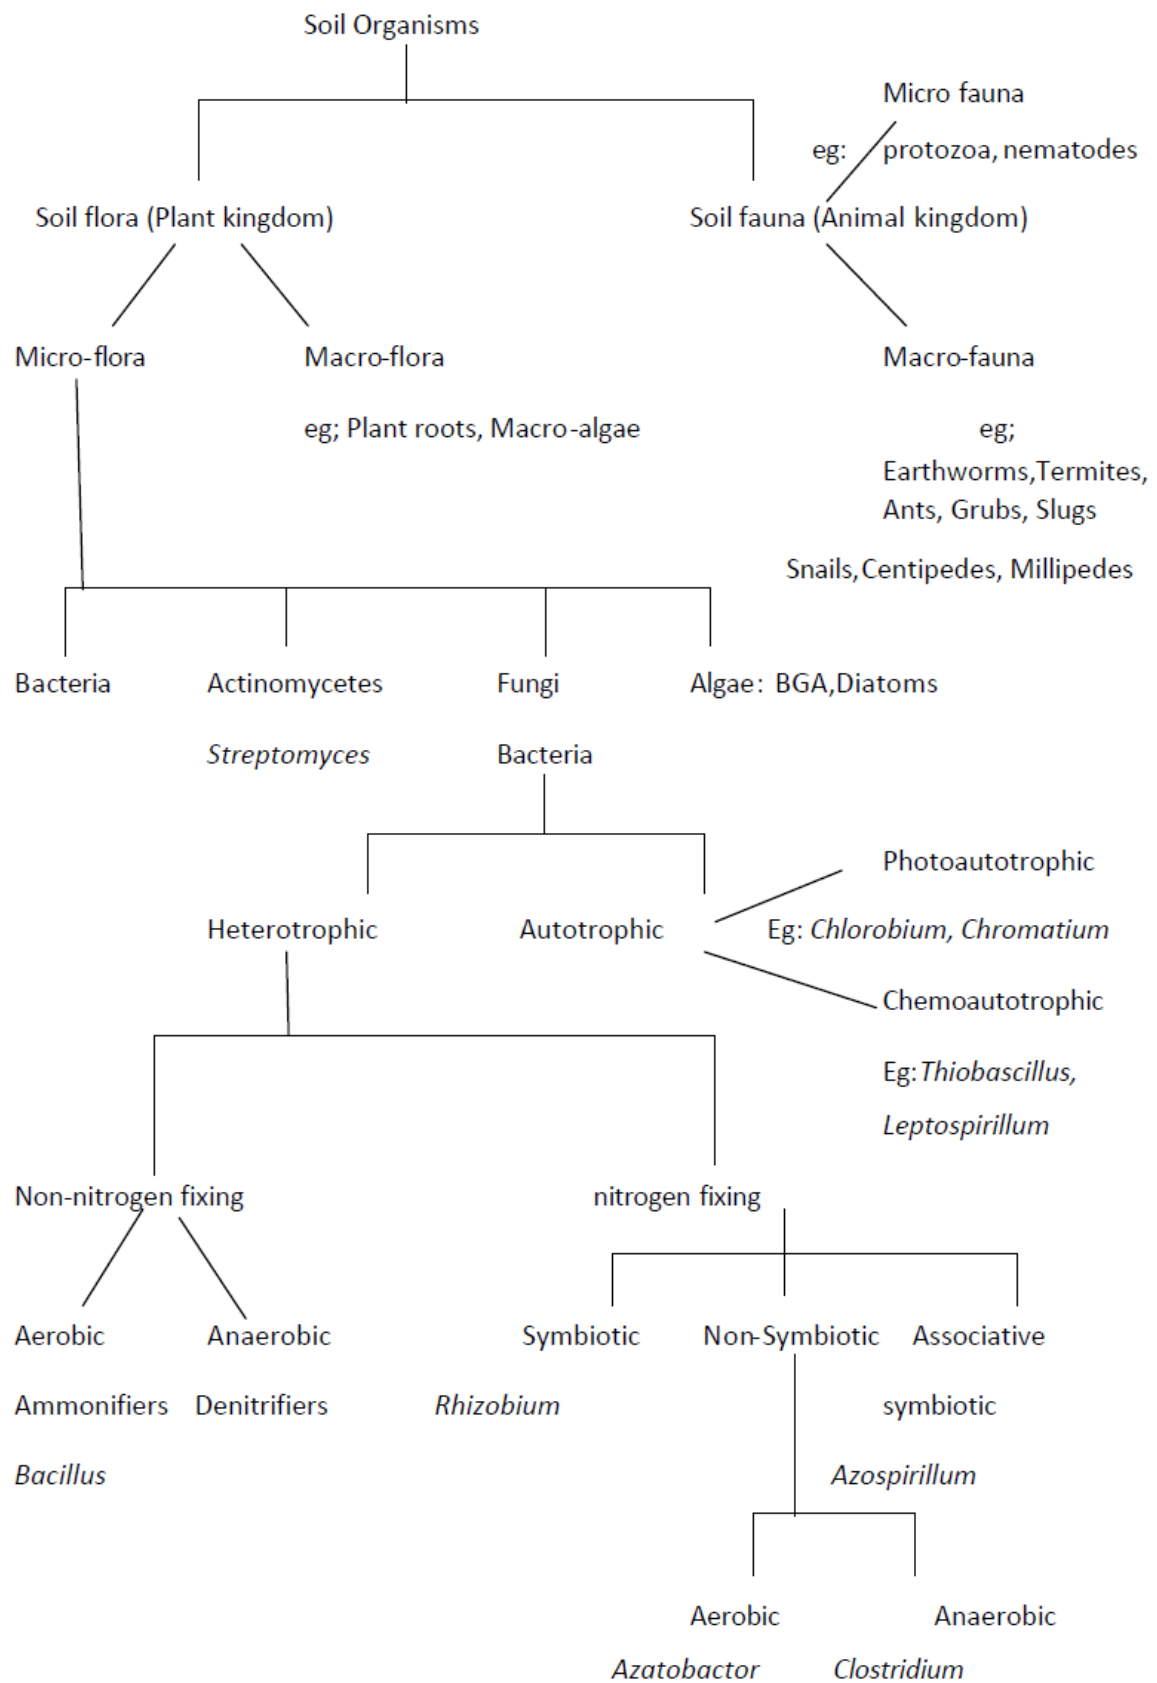 Soil Organisms
Micro fauna
eg: protozoa, nematodes
Soil flora (Plant kingdom) Soil fauna (Animal kingdom)
Micro-flora Macro-flora Macro-fauna
eg; Plant roots, Macro-algae eg;
Earthworms,Termites,
Ants, Grubs, Slugs
Snails,Centipedes, Millipedes
Bacteria Actinomycetes Fungi Algae: BGA,Diatoms
Streptomyces Bacteria
Photoautotrophic
Heterotrophic Autotrophic Eg: Chlorobium, Chromatium
Chemoautotrophic
Eg:Thiobascillus,
Leptospirillum
Non-nitrogen fixing nitrogen fixing
Aerobic Anaerobic Symbiotic Non-Symbiotic Associative
Ammonifiers Denitrifiers Rhizobium symbiotic
Bacillus Azospirillum
Aerobic Anaerobic
Azatobactor Clostridium